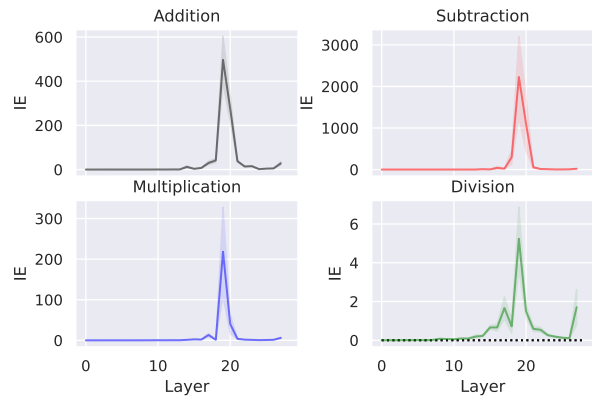 Addition
Subtraction
600
400
200
0
IE
3000
2000
1000
0
IE
Multiplication
Division
300
200
100
0
IE
6
4
2
0
IE
0
10
20
0
10
20
Layer
Layer